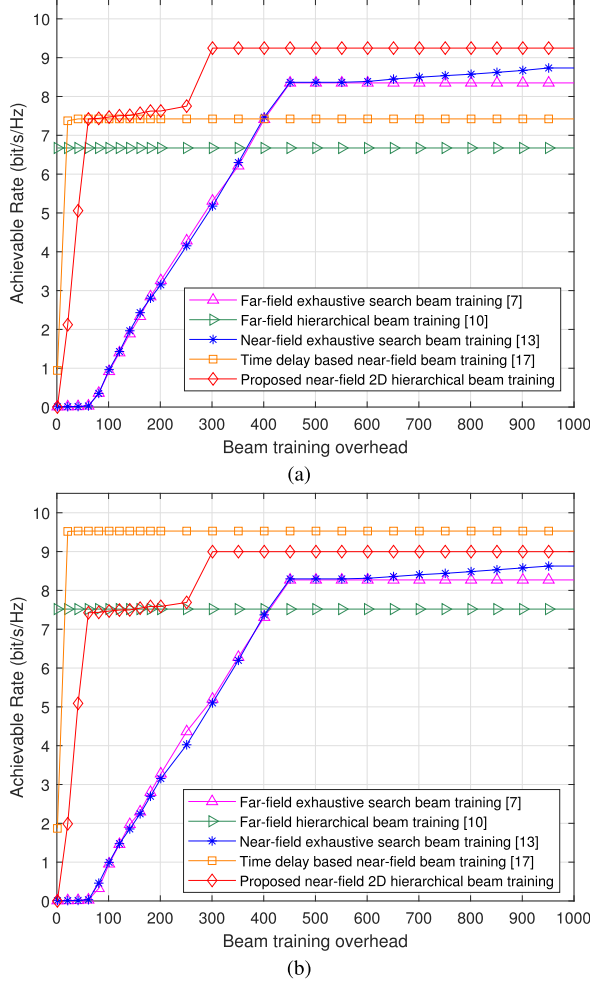 10
9
8
7
6
5
4
3
2
1
0
Achievable Rate (bit/s/Hz)
Far-field exhaustive search beam training [7]
Far-field hierarchical beam training [10]
Near-field exhaustive search beam training [13]
Time delay based near-field beam training [17]
Proposed near-field 2D hierarchical beam training
0 100 200 300 400 500 600 700 800 900 1000
Beam training overhead
(a)
10
9
8
7
6
5
4
3
2
1
0
Achievable Rate (bit/s/Hz)
Far-field exhaustive search beam training [7]
Far-field hierarchical beam training [10]
Near-field exhaustive search beam training [13]
Time delay based near-field beam training [17]
Proposed near-field 2D hierarchical beam training
0 100 200 300 400 500 600 700 800 900 1000
Beam training overhead
(b)